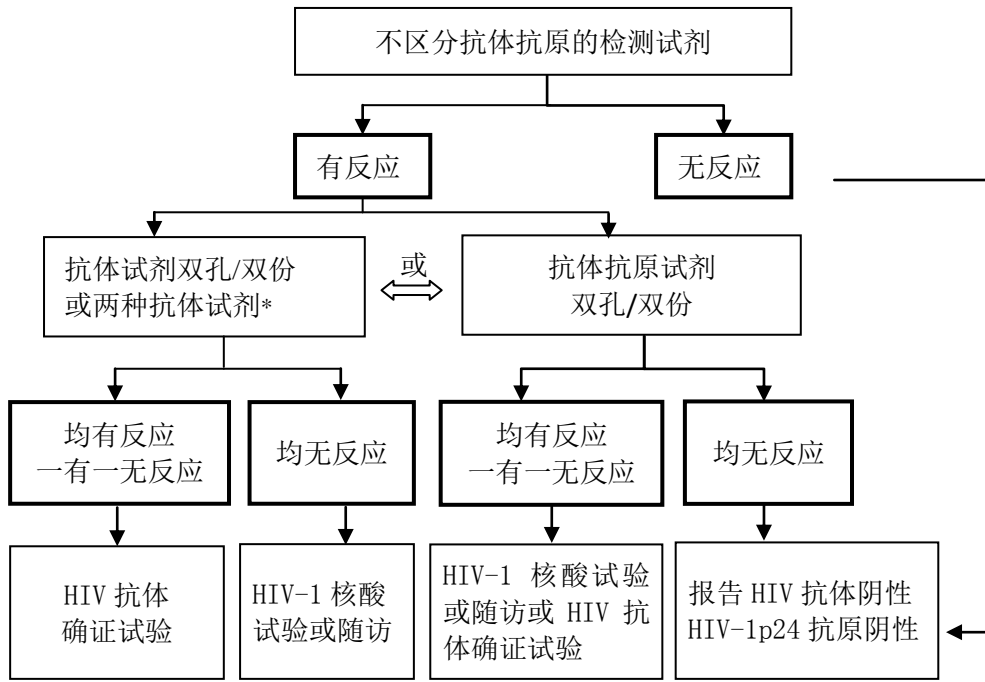 不区分抗体抗原的检测试剂
有反应
无反应
抗体试剂双孔/双份
或两种抗体试剂*
或
抗体抗原试剂
双孔/双份
均有反应
一有一无反应
均无反应
均有反应
一有一无反应
均无反应
HIV 抗体
确证试验
HIV-1 核酸
试验或随访
HIV-1 核酸试验
或随访或 HIV 抗
体确证试验
报告 HIV 抗体阴性
HIV-1p24 抗原阴性